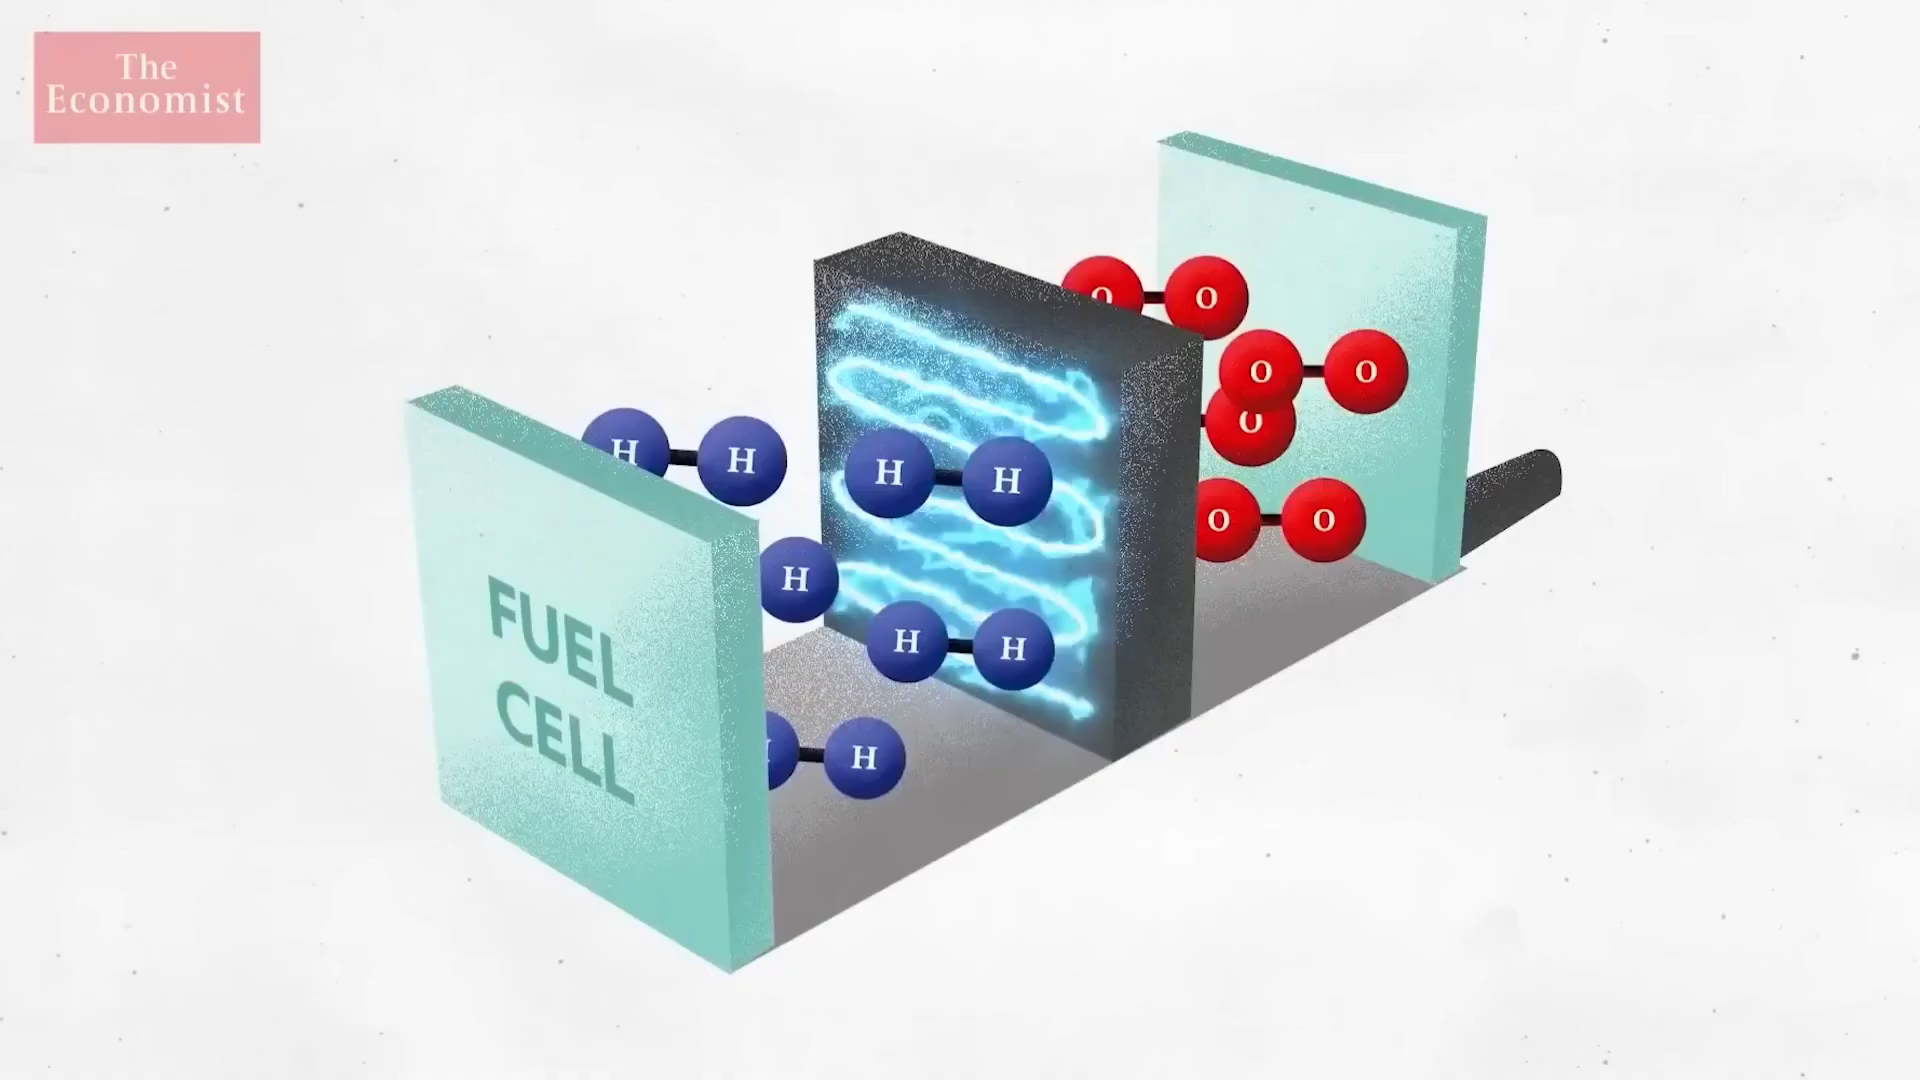 The
Economist
O O
O O
O
H H
H H
O O
H
H H
H
FUEL
CELL